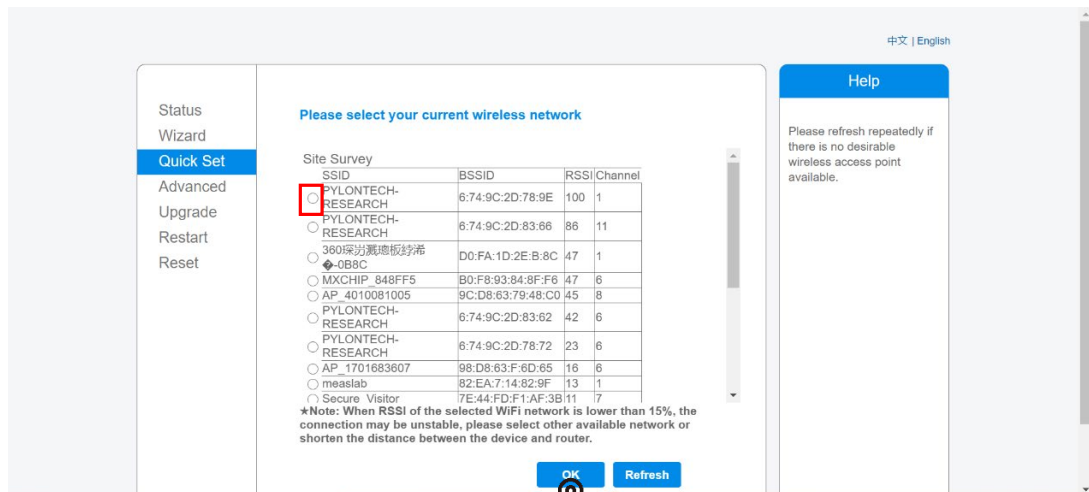 中文 | English
Help
Please refresh repeatedly if
there is no desirable
wireless access point
available.
Status
Wizard
Quick Set
Advanced
Upgrade
Restart
Reset
Please select your current wireless network
Site Survey
SSID BSSID RSSI Channel
PYLONTECH-
RESEARCH 6:74:9C:2D:78:9E 100 1
PYLONTECH-
RESEARCH 6:74:9C:2D:83:66 86 11
�-0B8C D0:FA:1D:2E:B:8C 47 1
MXCHIP_848FF5 B0:F8:93:84:8F:F6 47 6
AP_4010081005 9C:D8:63:79:48:C0 45 8
PYLONTECH-
RESEARCH 6:74:9C:2D:83:62 42 6
PYLONTECH-
RESEARCH 6:74:9C:2D:78:72 23 6
AP_1701683607 98:D8:63:F:6D:65 16 6
measlab 82:EA:7:14:82:9F 13 1
Secure_Visitor 7E:44:FD:F1:AF:3B 11 7
★Note: When RSSI of the selected WiFi network is lower than 15%, the
connection may be unstable, please select other available network or
shorten the distance between the device and router.
OK Refresh